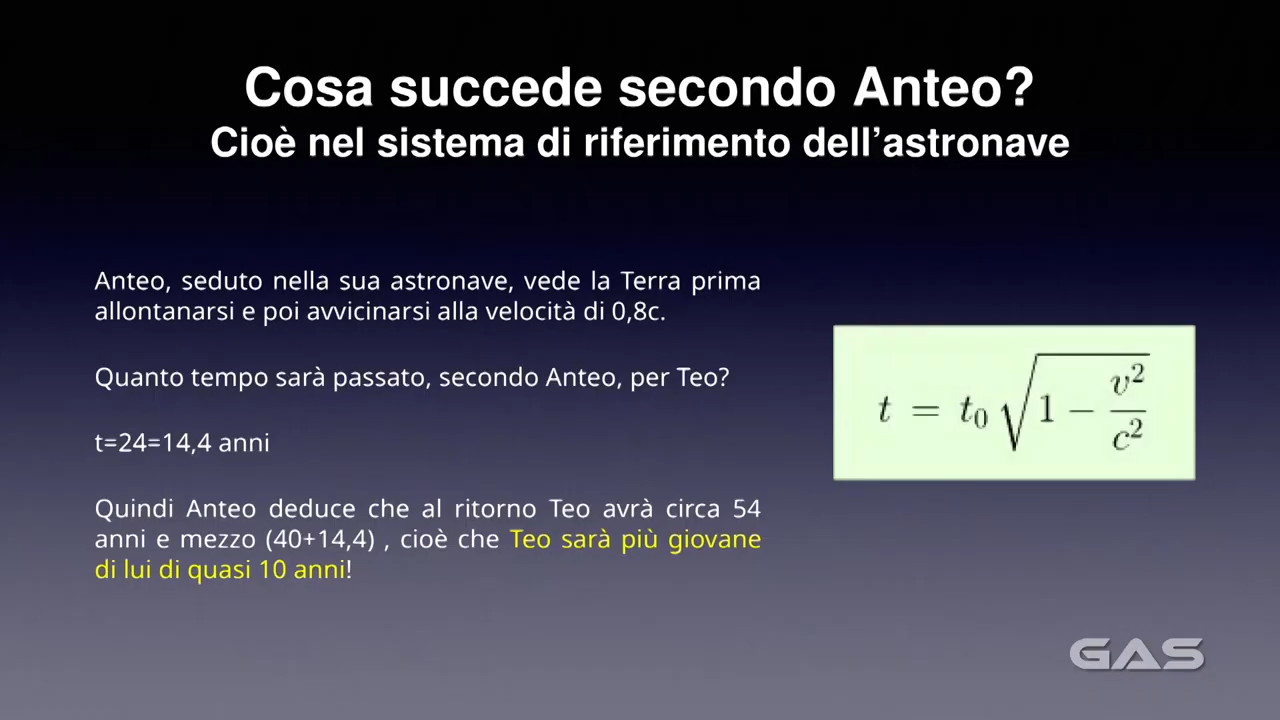 Cosa succede secondo Anteo?
Cioè nel sistema di riferimento dell’astronave
Anteo, seduto nella sua astronave, vede la Terra prima
allontanarsi e poi avvicinarsi alla velocità di 0,8c.
Quanto tempo sarà passato, secondo Anteo, per Teo?
t=24=14,4 anni
Quindi Anteo deduce che al ritorno Teo avrà circa 54
anni e mezzo (40+14,4) , cioè che Teo sarà più giovane
di lui di quasi 10 anni!
t = t₀ √(1 − v²/c²)
GAS